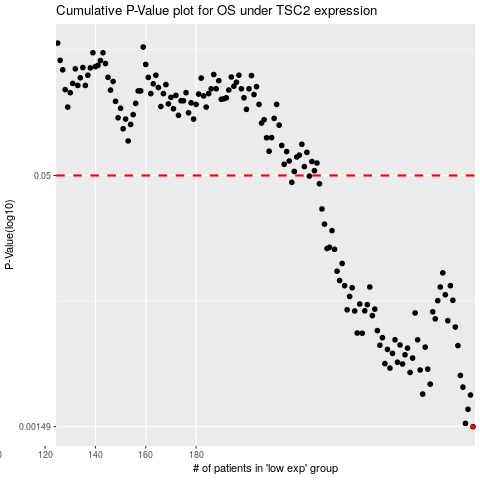 Cumulative P-Value plot for OS under TSC2 expression
P-Value(log10)
0.05
0.00149
0
120
140
160
180
# of patients in 'low exp' group